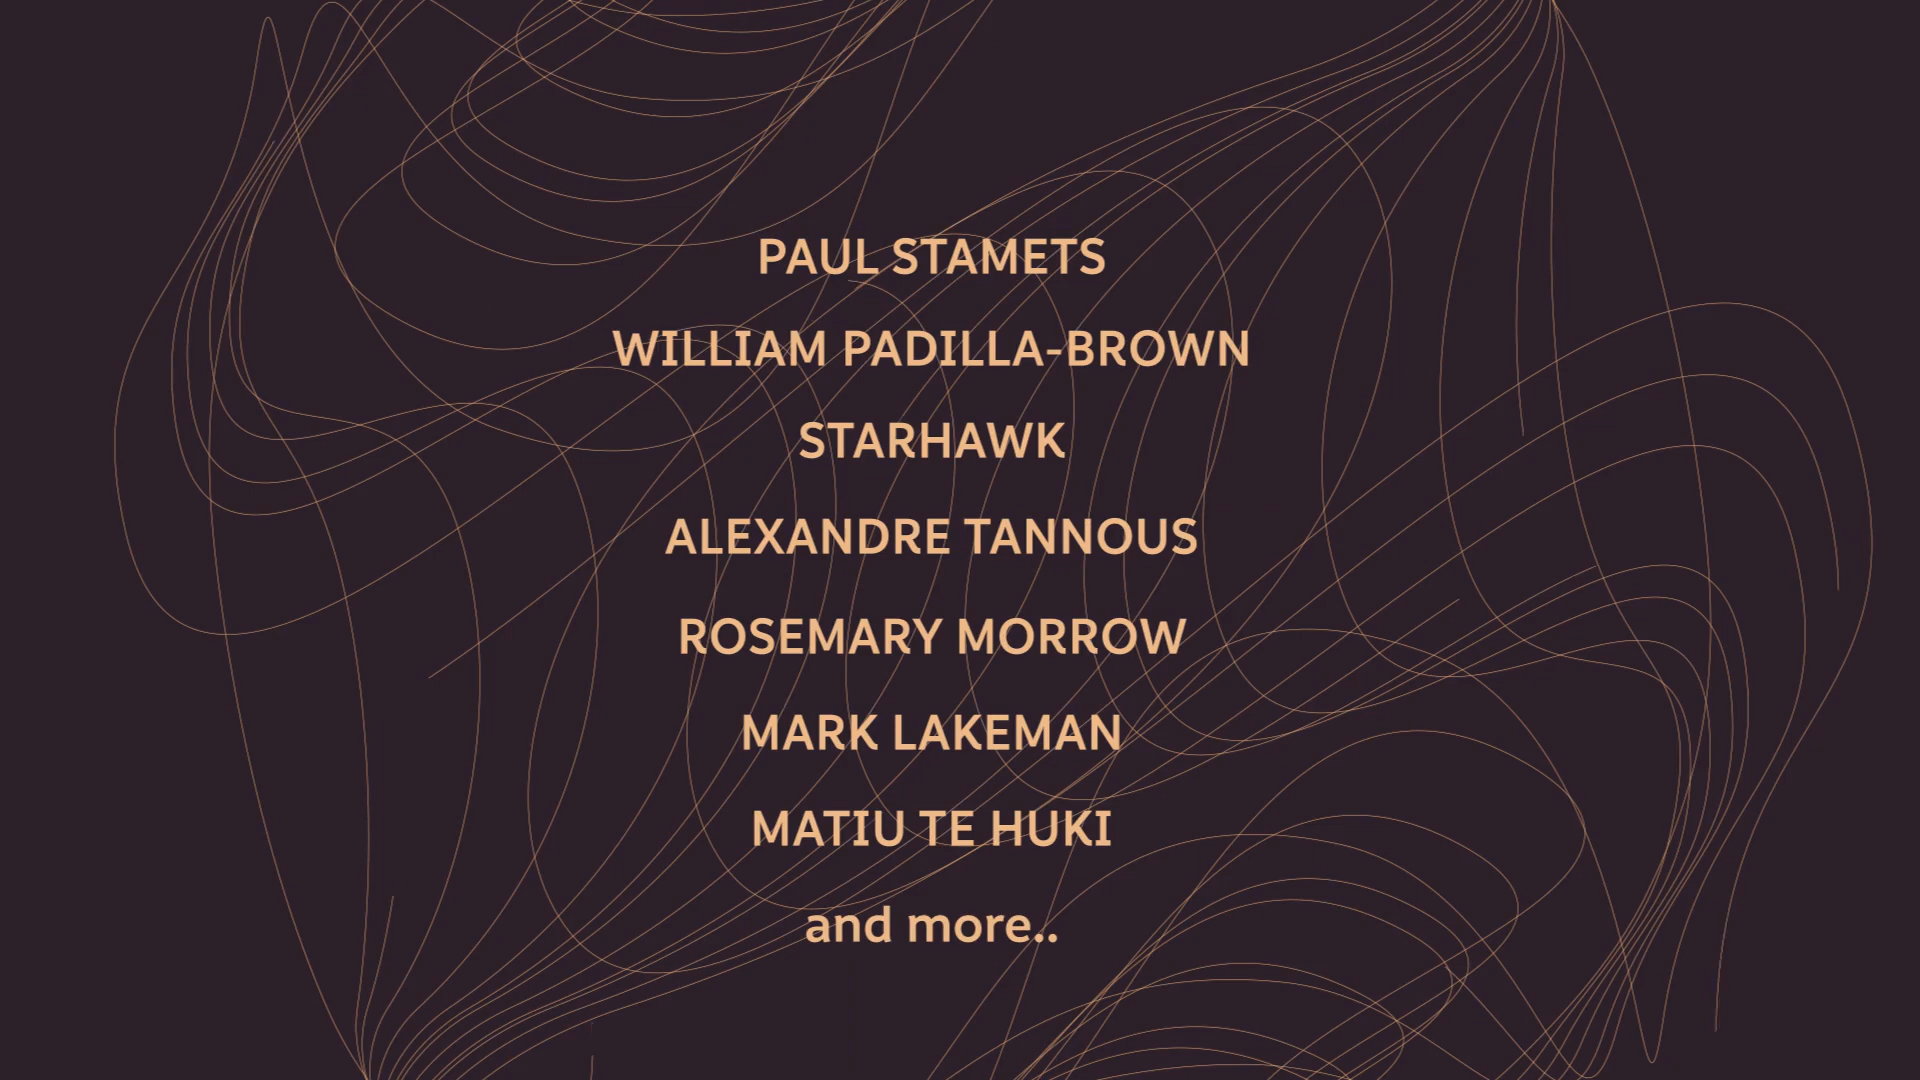 PAUL STAMETS
WILLIAM PADILLA-BROWN
STARHAWK
ALEXANDRE TANNOUS
ROSEMARY MORROW
MARK LAKEMAN
MATIU TE HUKI
and more..